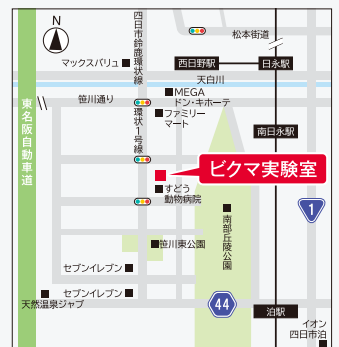 N
四日市鈴鹿環状線
松本街道
マックスバリュ
西日野駅
日永駅
天白川
笹川通り
MEGA
ドン・キホーテ
東名阪自動車道
環状1号線
ファミリー
マート
南日永駅
ビクマ実験室
すどう
動物病院
1
南部丘陵公園
笹川東公園
セブンイレブン
セブンイレブン
天然温泉ジャブ
44
泊駅
イオン
四日市泊